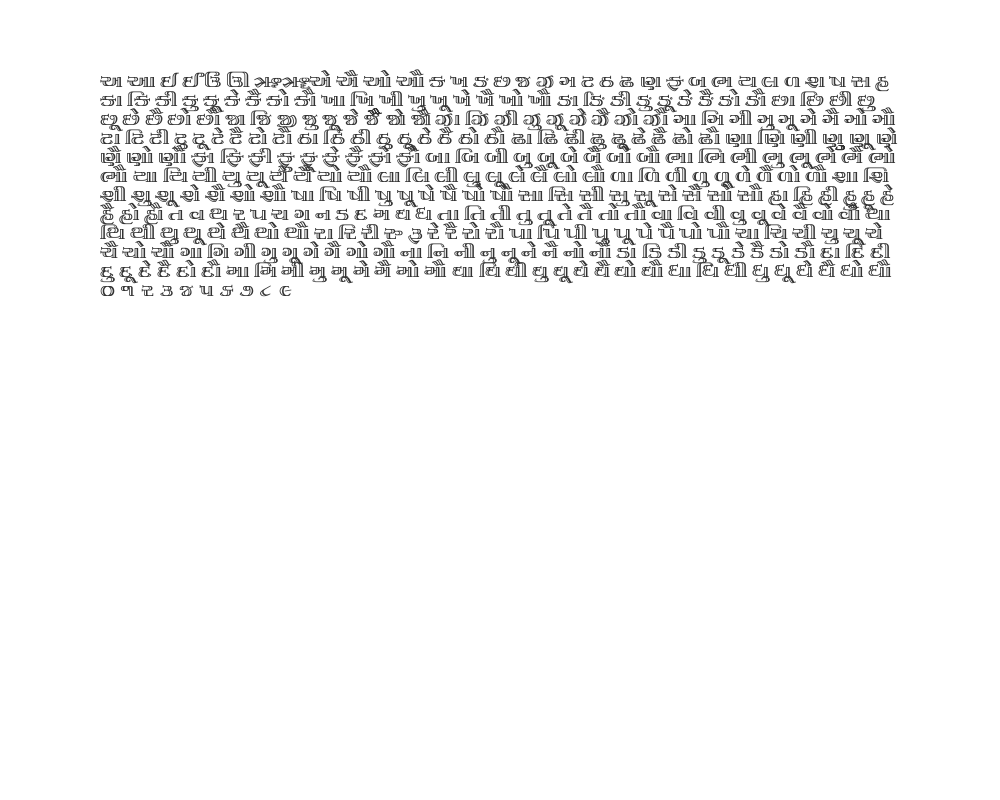 અ આ ઇ ઈ ઉ ઊ ઋ ઋ એ ઐ ઓ ઔ ક ખ ઙ છ જ ઝ ગ ટ ઠ ઢ ણ ફ બ ભ ય લ ળ શ ષ સ હ
કા કિ કી કુ કૂ કે કૈ કો કૌ ખા ખિ ખી ખુ ખૂ ખે ખૈ ખો ખૌ ઙા ઙિ ઙી ઙુ ઙૂ ઙે ઙૈ ઙો ઙૌ છા છિ છી છુ
છૂ છે છૈ છો છૌ જા જિ જી જુ જૂ જે જૈ જો જૌ ઝા ઝિ ઝી ઝુ ઝૂ ઝે ઝૈ ઝો ઝૌ ગા ગિ ગી ગુ ગૂ ગે ગૈ ગો ગૌ
ટા ટિ ટી ટુ ટૂ ટે ટૈ ટો ટૌ ઠા ઠિ ઠી ઠુ ઠૂ ઠે ઠૈ ઠો ઠૌ ઢા ઢિ ઢી ઢુ ઢૂ ઢે ઢૈ ઢો ઢૌ ણા ણિ ણી ણુ ણૂ ણે
ણૈ ણો ણૌ ફા ફિ ફી ફુ ફૂ ફે ફૈ ફો ફૌ બા બિ બી બુ બૂ બે બૈ બો બૌ ભા ભિ ભી ભુ ભૂ ભે ભૈ ભો
ભૌ યા યિ યી યુ યૂ યે યૈ યો યૌ લા લિ લી લુ લૂ લે લૈ લો લૌ ળા ળિ ળી ળુ ળૂ ળે ળૈ ળો ળૌ શા શિ
શી શુ શૂ શે શૈ શો શૌ ષા ષિ ષી ષુ ષૂ ષે ષૈ ષો ષૌ સા સિ સી સુ સૂ સે સૈ સો સૌ હા હિ હી હુ હૂ હે
હૈ હો હૌ ત વ થ ર પ ચ ગ ન ડ દ મ ઘ ધ તા તિ તી તુ તૂ તે તૈ તો તૌ વા વિ વી વુ વૂ વે વૈ વો વૌ થા
થિ થી થુ થૂ થે થૈ થો થૌ રા રિ રી રુ રૂ રે રૈ રો રૌ પા પિ પી પુ પૂ પે પૈ પો પૌ ચા ચિ ચી ચુ ચૂ ચે
ચૈ ચો ચૌ ગા ગિ ગી ગુ ગૂ ગે ગૈ ગો ગૌ ના નિ ની નુ નૂ ને નૈ નો નૌ ડા ડિ ડી ડુ ડૂ ડે ડૈ ડો ડૌ દા દિ દી
દુ દૂ દે દૈ દો દૌ મા મિ મી મુ મૂ મે મૈ મો મૌ ઘા ઘિ ઘી ઘુ ઘૂ ઘે ઘૈ ઘો ઘૌ ધા ધિ ધી ધુ ધૂ ધે ધૈ ધો ધૌ
૦ ૧ ૨ ૩ ૪ ૫ ૬ ૭ ૮ ૯